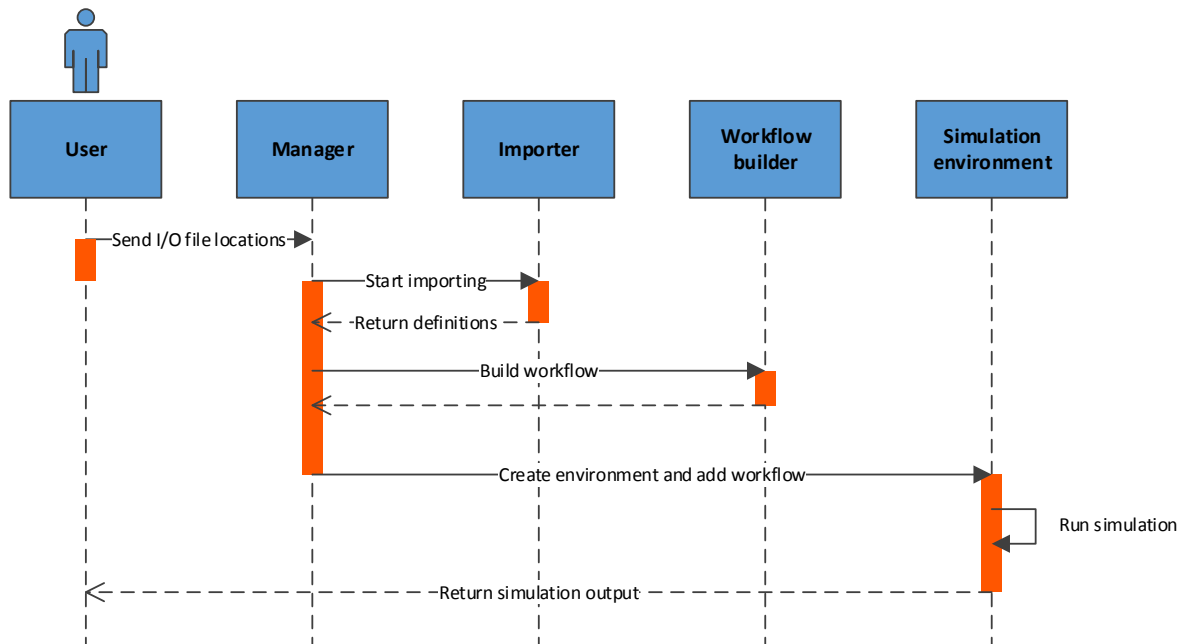 User
Manager
Importer
Workflow
builder
Simulation
environment
Send I/O file locations
Start importing
Return definitions
Build workflow
Create environment and add workflow
Run simulation
Return simulation output